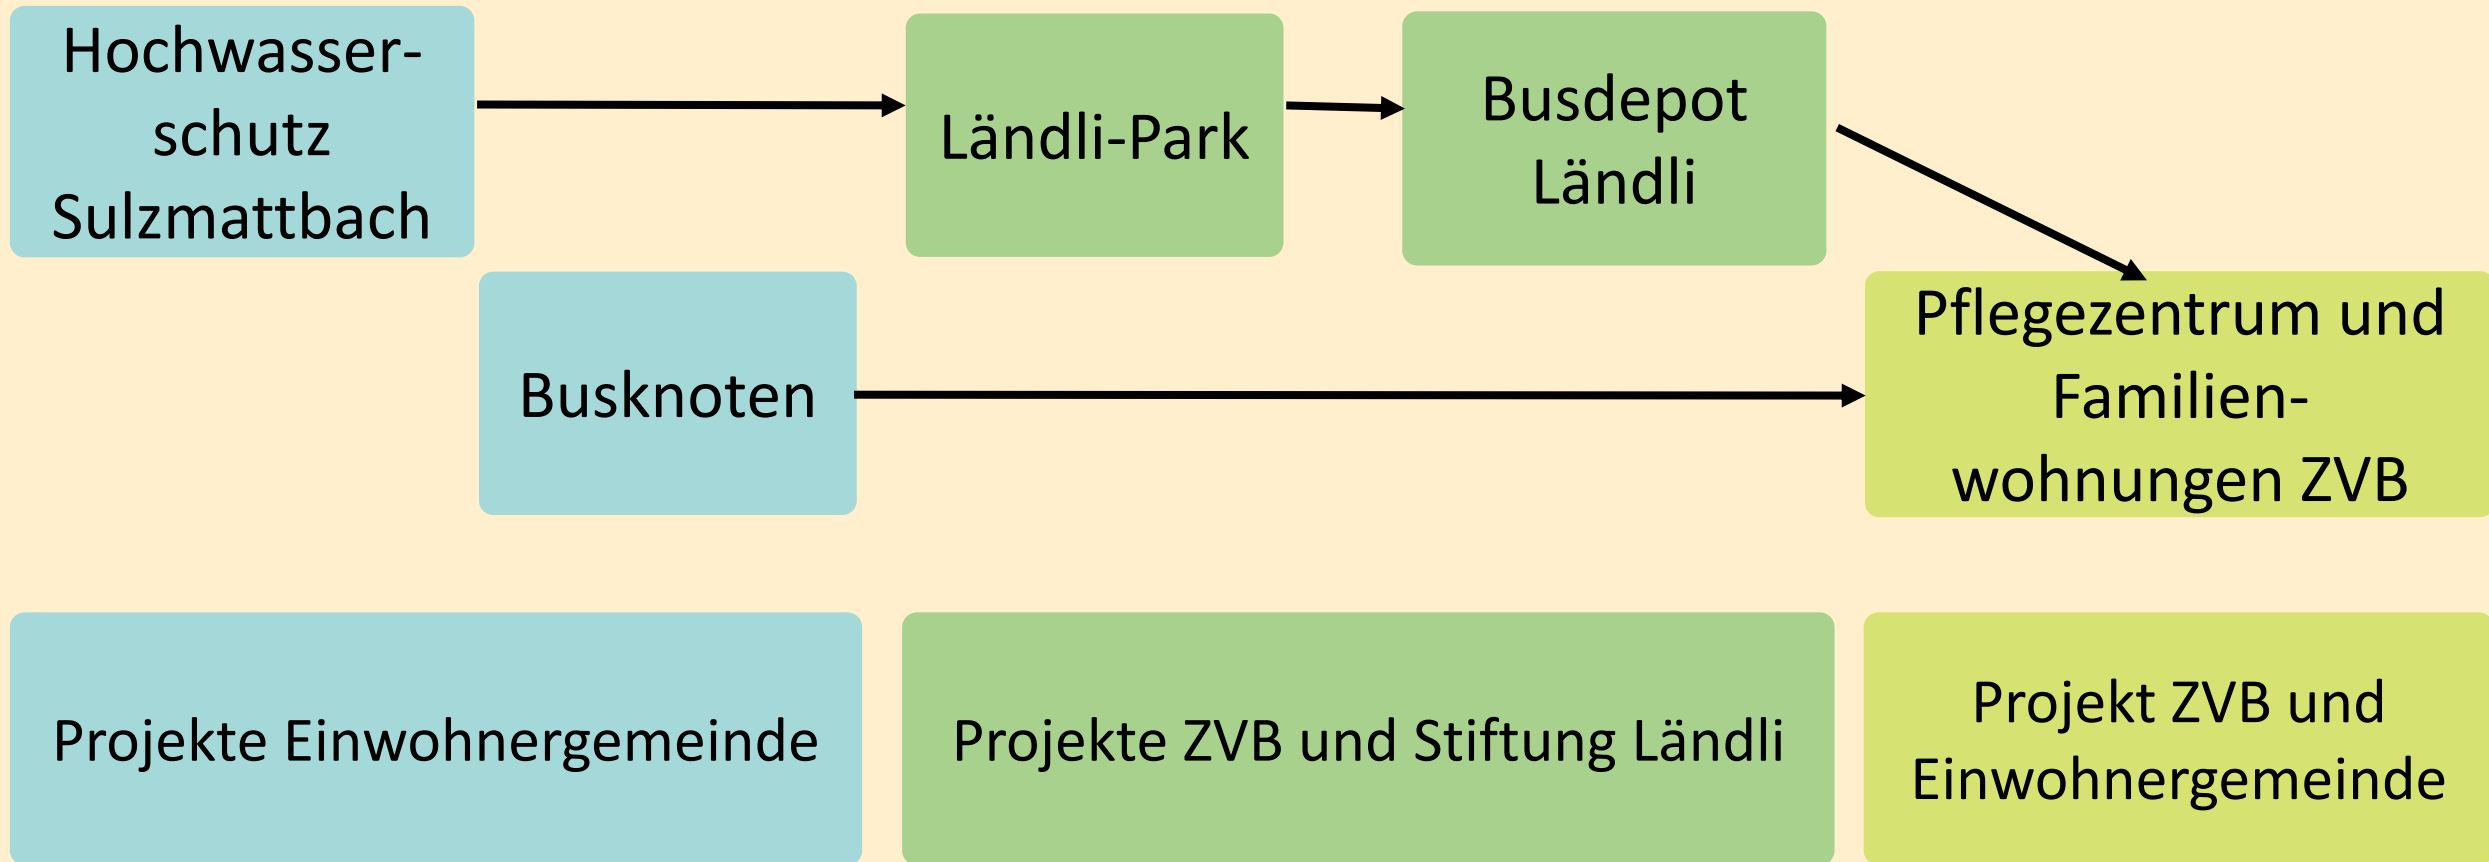 Hochwasser-
schutz
Sulzmattbach
Ländli-Park
Busdepot
Ländli
Busknoten
Pflegezentrum und
Familien-
wohnungen ZVB
Projekte Einwohnergemeinde
Projekte ZVB und Stiftung Ländli
Projekt ZVB und
Einwohnergemeinde